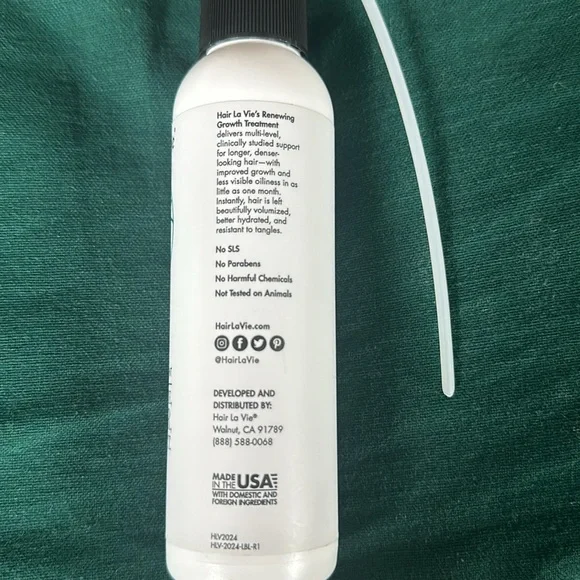 Hair La Vie's Renewing
Growth Treatment
delivers multi-level,
clinically studied support
for longer, denser-
looking hair—with
improved growth and
less visible oiliness in as
little as one month.
Instantly, hair is left
beautifully volumized,
better hydrated, and
resistant to tangles.
No SLS
No Parabens
No Harmful Chemicals
Not Tested on Animals
HairLaVie.com
@HairLaVie
DEVELOPED AND
DISTRIBUTED BY:
Hair La Vie®
Walnut, CA 91789
(888) 588-0068
MADE IN THE USA
WITH DOMESTIC AND
FOREIGN INGREDIENTS
HLV2024
HLV-2024-LBL-R1